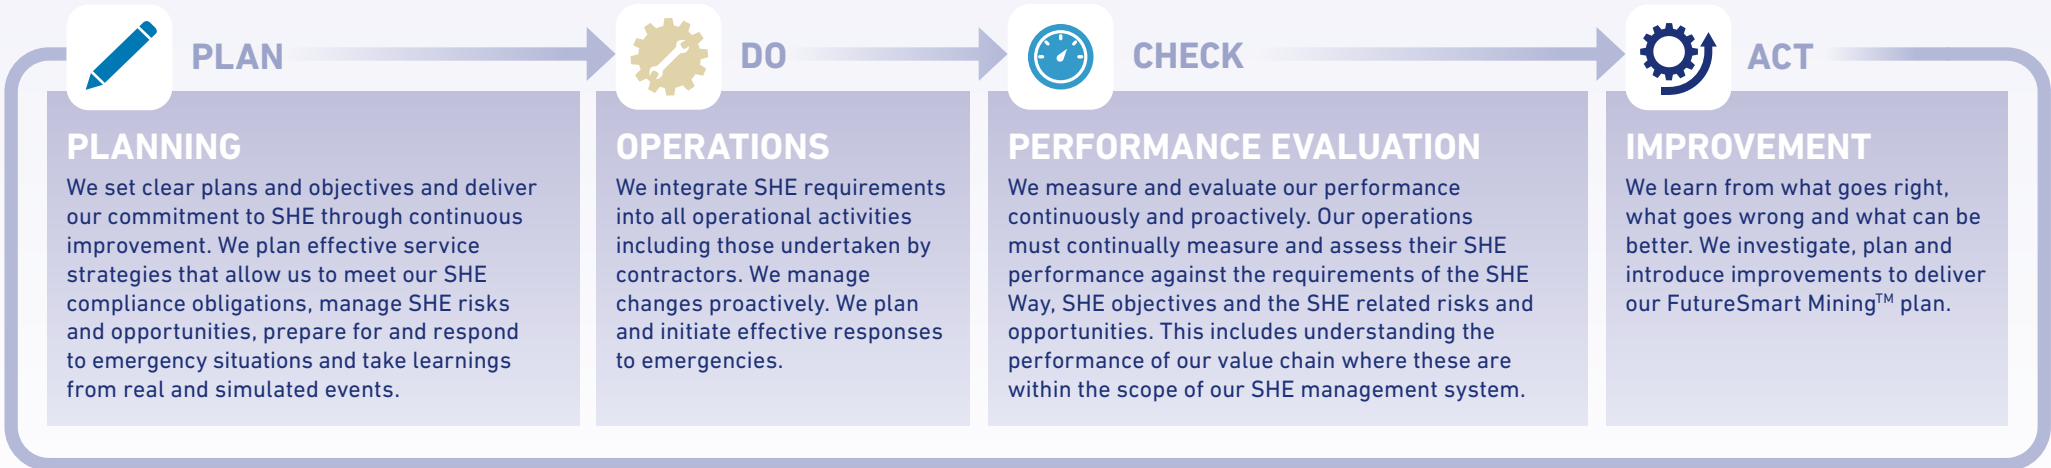 PLAN
PLANNING
We set clear plans and objectives and deliver
our commitment to SHE through continuous
improvement. We plan effective service
strategies that allow us to meet our SHE
compliance obligations, manage SHE risks
and opportunities, prepare for and respond
to emergency situations and take learnings
from real and simulated events.
DO
OPERATIONS
We integrate SHE requirements
into all operational activities
including those undertaken by
contractors. We manage
changes proactively. We plan
and initiate effective responses
to emergencies.
CHECK
PERFORMANCE EVALUATION
We measure and evaluate our performance
continuously and proactively. Our operations
must continually measure and assess their SHE
performance against the requirements of the SHE
Way, SHE objectives and the SHE related risks and
opportunities. This includes understanding the
performance of our value chain where these are
within the scope of our SHE management system.
ACT
IMPROVEMENT
We learn from what goes right,
what goes wrong and what can be
better. We investigate, plan and
introduce improvements to deliver
our FutureSmart Mining™ plan.